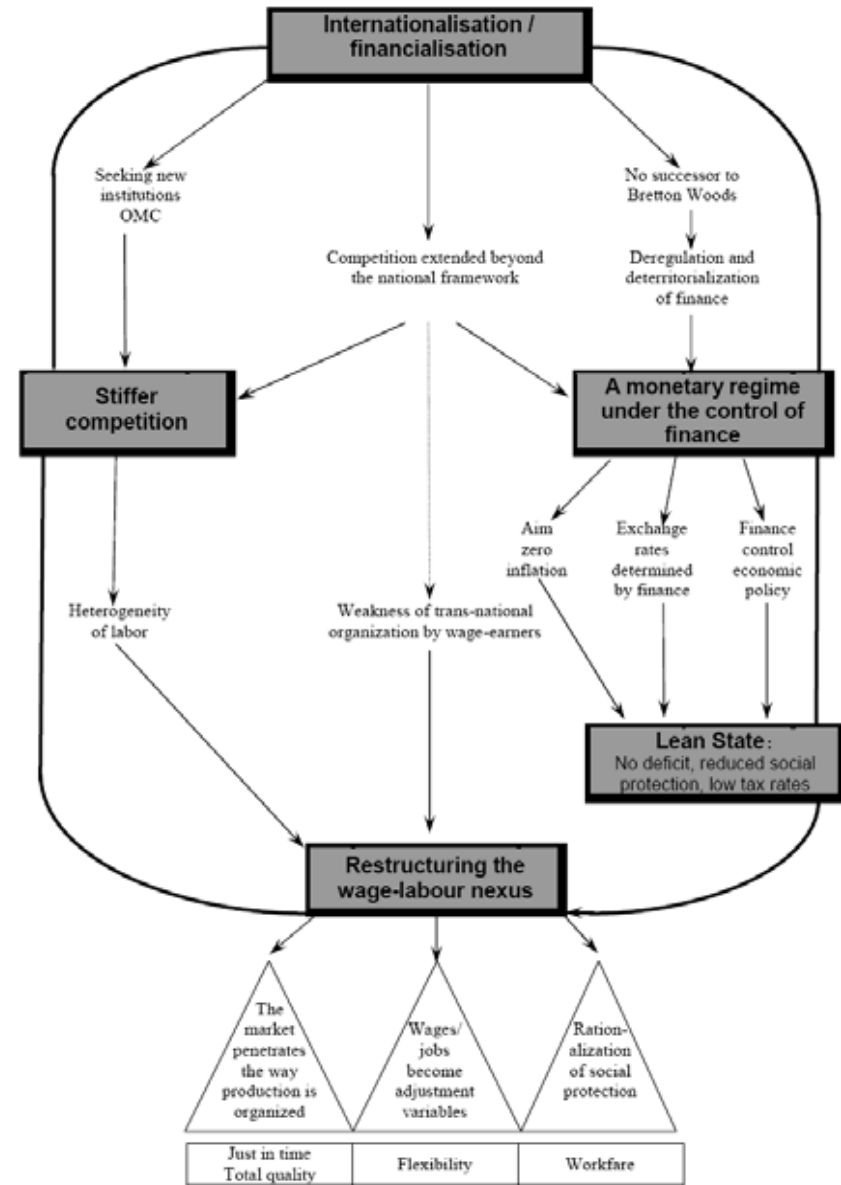 Internationalisation /
financialisation
Seeking new
institutions
OMC
No successor to
Bretton Woods
Competition extended beyond
the national framework
Deregulation and
deterritorialization
of finance
Stiffer
competition
A monetary regime
under the control of
finance
Aim
zero
inflation
Exchange
rates
determined
by finance
Finance
control
economic
policy
Heterogeneity
of labor
Weakness of trans-national
organization by wage-earners
Lean State:
No deficit, reduced social
protection, low tax rates
Restructuring the
wage-labour nexus
The
market
penetrates
the way
production is
organized
Wages/
jobs
become
adjustment
variables
Ration-
alization
of social
protection
Just in time
Total quality
Flexibility
Workfare